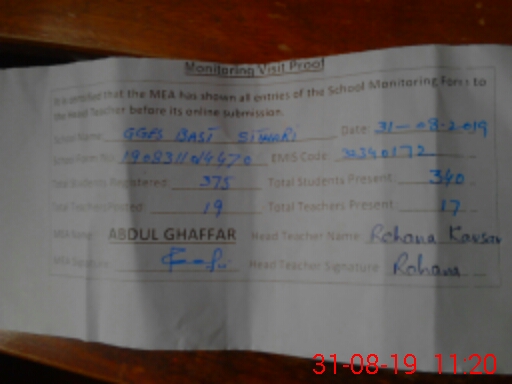 Monitoring Visit Proof
It is certified that the MEA has shown all entries of the School Monitoring Form to
the Head Teacher before its online submission.
School Name: GGES BASTI Date: 31-08-2019
School Form No: EMIS Code: 32340172
Total Students Registered: 375 Total Students Present: 340
Total Teachers Posted: 19 Total Teachers Present: 17
MEA Name: ABDUL GHAFFAR Head Teacher Name: Rohana Kausar
MEA Signature: Head Teacher Signature: Rohana
31-08-19 11:20